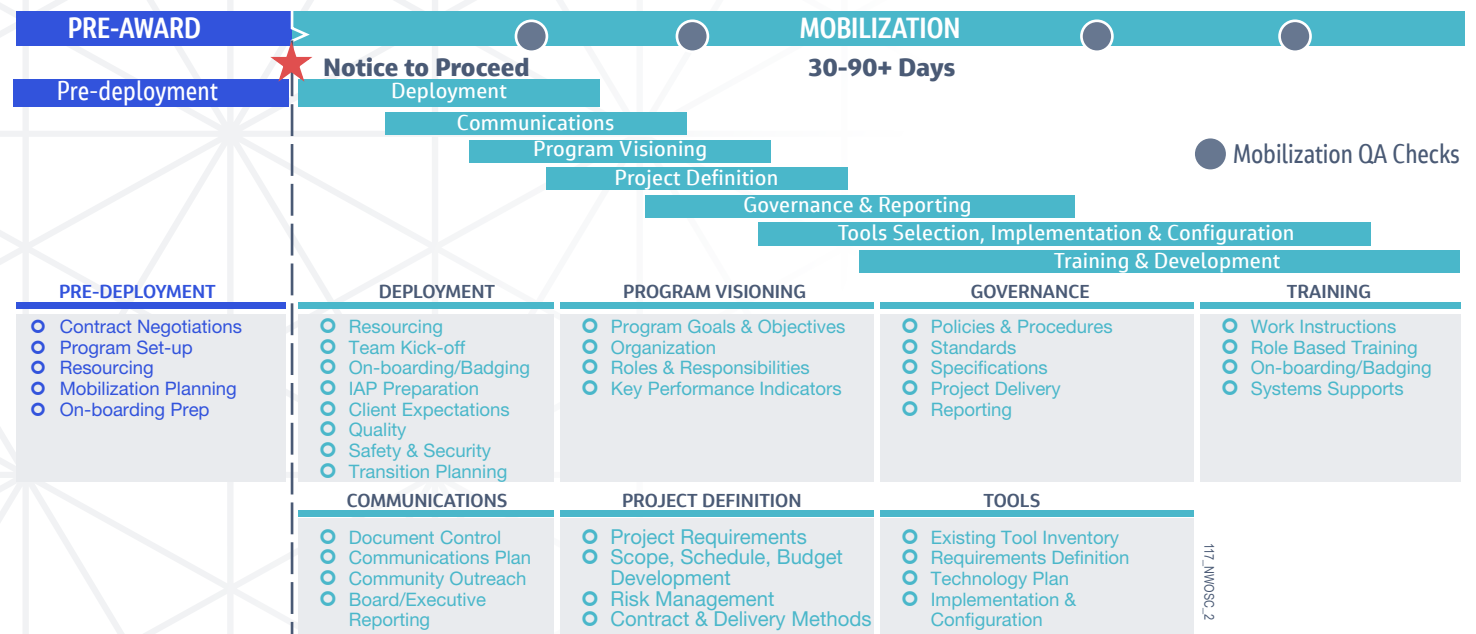 PRE-AWARD
MOBILIZATION
Notice to Proceed
30-90+ Days
Pre-deployment
Deployment
Communications
Program Visioning
Mobilization QA Checks
Project Definition
Governance & Reporting
Tools Selection, Implementation & Configuration
Training & Development
PRE-DEPLOYMENT
Contract Negotiations
Program Set-up
Resourcing
Mobilization Planning
On-boarding Prep
DEPLOYMENT
Resourcing
Team Kick-off
On-boarding/Badging
IAP Preparation
Client Expectations
Quality
Safety & Security
Transition Planning
PROGRAM VISIONING
Program Goals & Objectives
Organization
Roles & Responsibilities
Key Performance Indicators
GOVERNANCE
Policies & Procedures
Standards
Specifications
Project Delivery
Reporting
TRAINING
Work Instructions
Role Based Training
On-boarding/Badging
Systems Supports
COMMUNICATIONS
Document Control
Communications Plan
Community Outreach
Board/Executive
Reporting
PROJECT DEFINITION
Project Requirements
Scope, Schedule, Budget
Development
Risk Management
Contract & Delivery Methods
TOOLS
Existing Tool Inventory
Requirements Definition
Technology Plan
Implementation &
Configuration
117_NWOSC_2